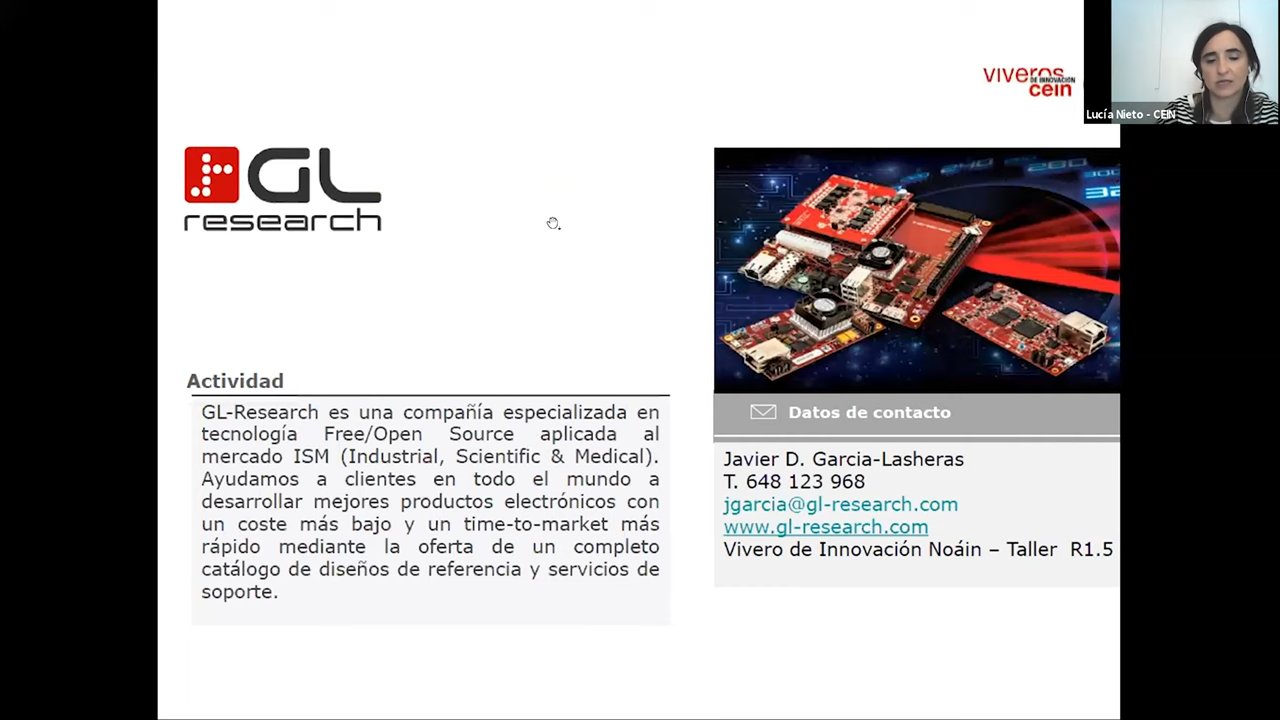 viveros
DE INNOVACIÓN
cein
Lucía Nieto - CEIN
GL
research
Actividad
GL-Research es una compañía especializada en
tecnología Free/Open Source aplicada al
mercado ISM (Industrial, Scientific & Medical).
Ayudamos a clientes en todo el mundo a
desarrollar mejores productos electrónicos con
un coste más bajo y un time-to-market más
rápido mediante la oferta de un completo
catálogo de diseños de referencia y servicios de
soporte.
240
280
300
32
Datos de contacto
Javier D. Garcia-Lasheras
T. 648 123 968
jgarcia@gl-research.com
www.gl-research.com
Vivero de Innovación Noáin – Taller R1.5